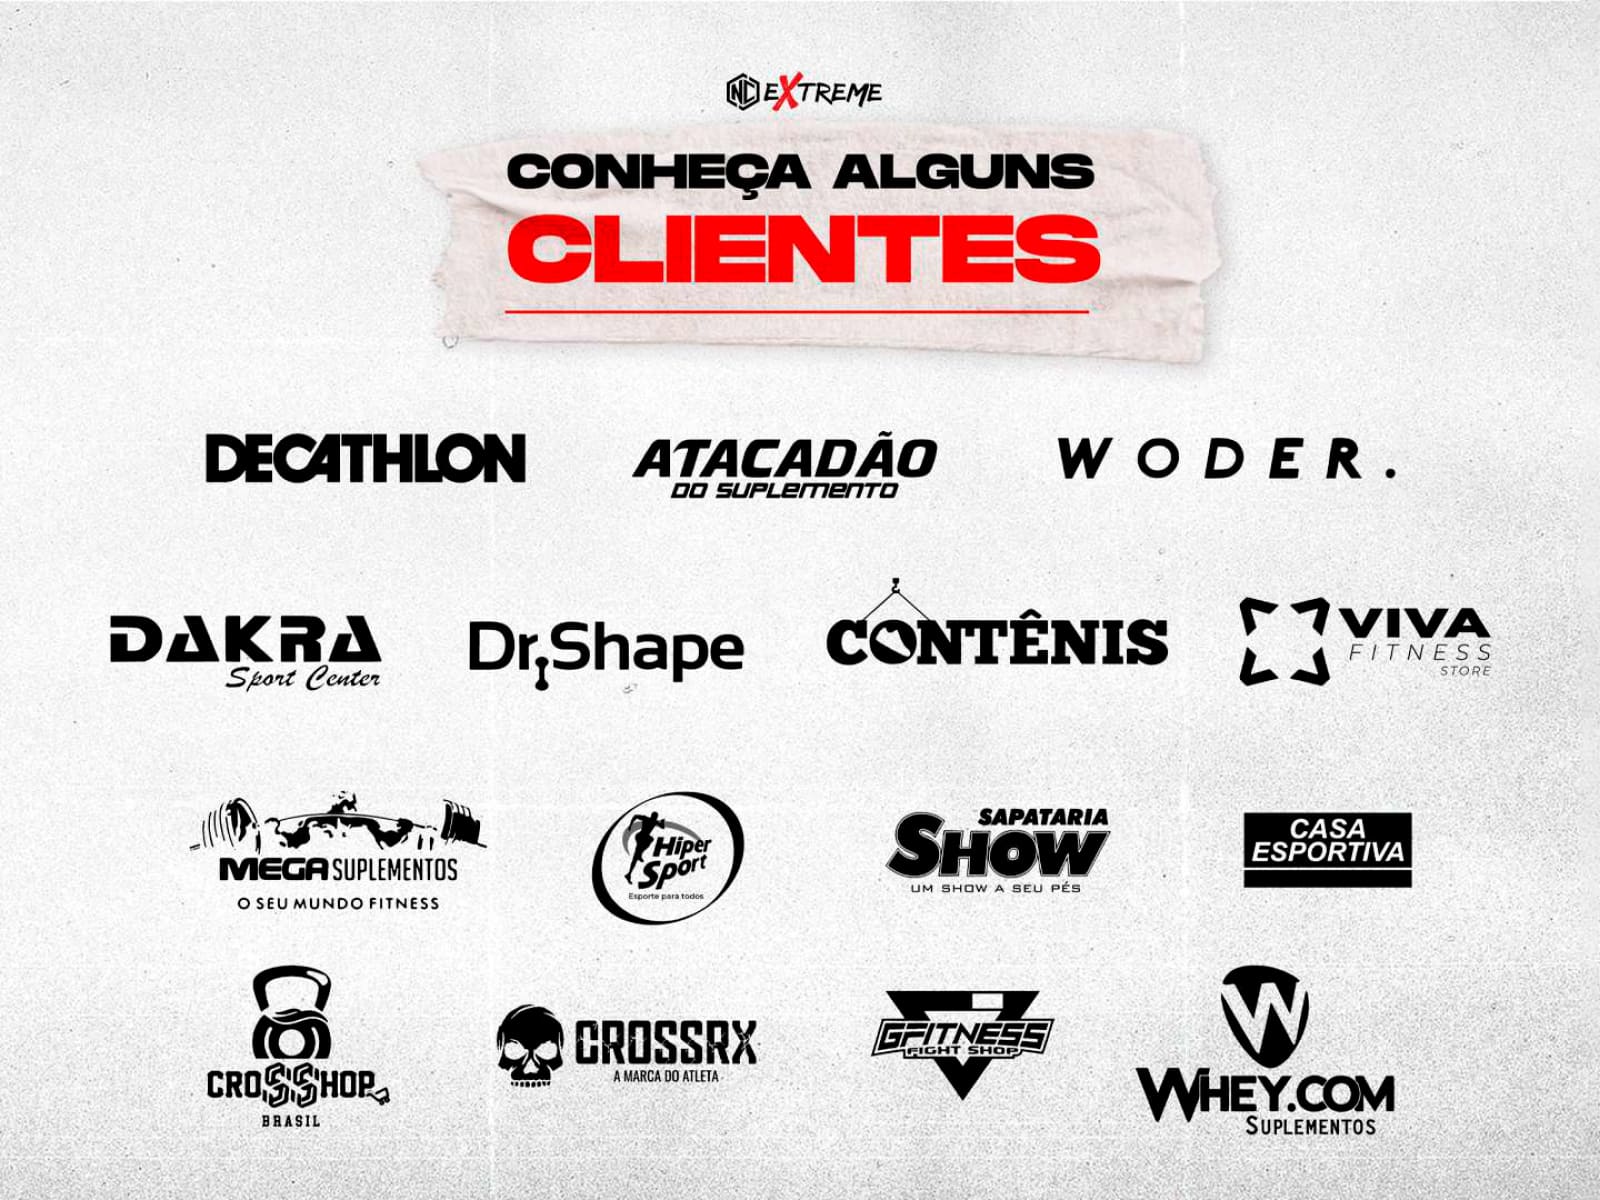 NC EXTREME
CONHEÇA ALGUNS
CLIENTES
DECATHLON
ATACADÃO
DO SUPLEMENTO
WODER.
DAKRA
Sport Center
Dr.Shape
CONTÊNIS
VIVA
FITNESS
STORE
MEGA SUPLEMENTOS
O SEU MUNDO FITNESS
Hiper
Sport
Esporte para todos
SAPATARIA
SHOW
UM SHOW A SEU PÉS
CASA
ESPORTIVA
CROSSHOP
BRASIL
CROSSRX
A MARCA DO ATLETA
GFITNESS
FIGHT SHOP
W
WHEY.COM
SUPLEMENTOS